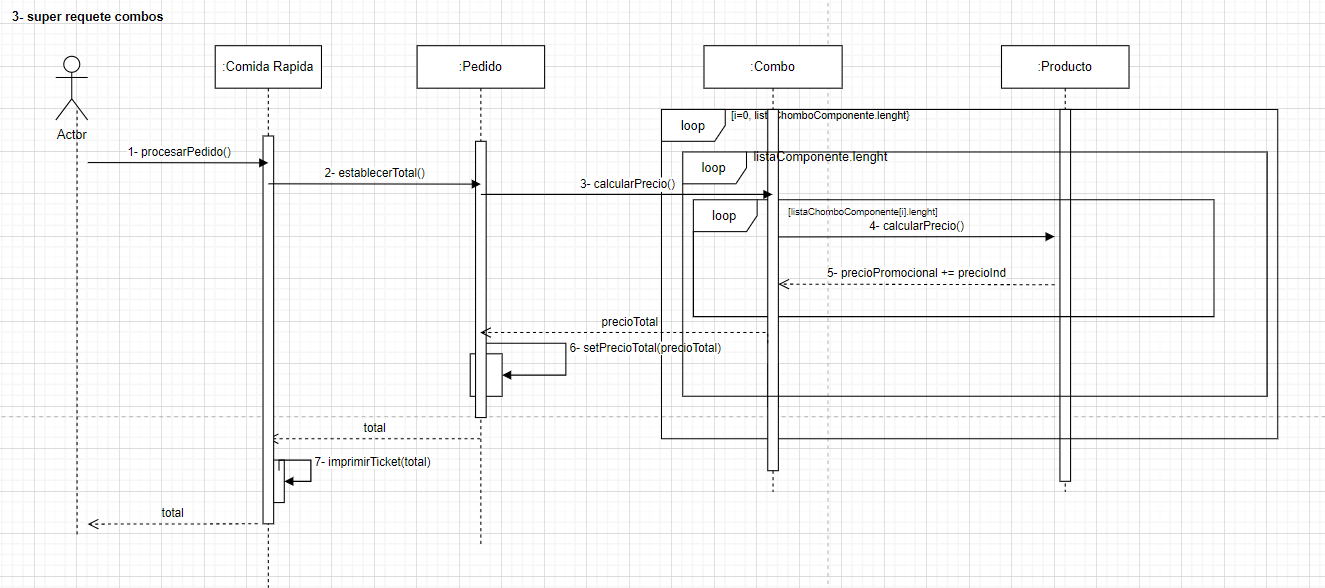 3- super requete combos
:Comida Rapida
:Pedido
:Combo
:Producto
Actor
loop
[i=0, list ChomboComponente.lenght}
loop
listaComponente.lenght
loop
[listaChomboComponente[i].lenght]
1- procesarPedido()
2- establecerTotal()
3- calcularPrecio()
4- calcularPrecio()
5- precioPromocional += precioInd
precioTotal
6- setPrecioTotal(precioTotal)
total
7- imprimirTicket(total)
total